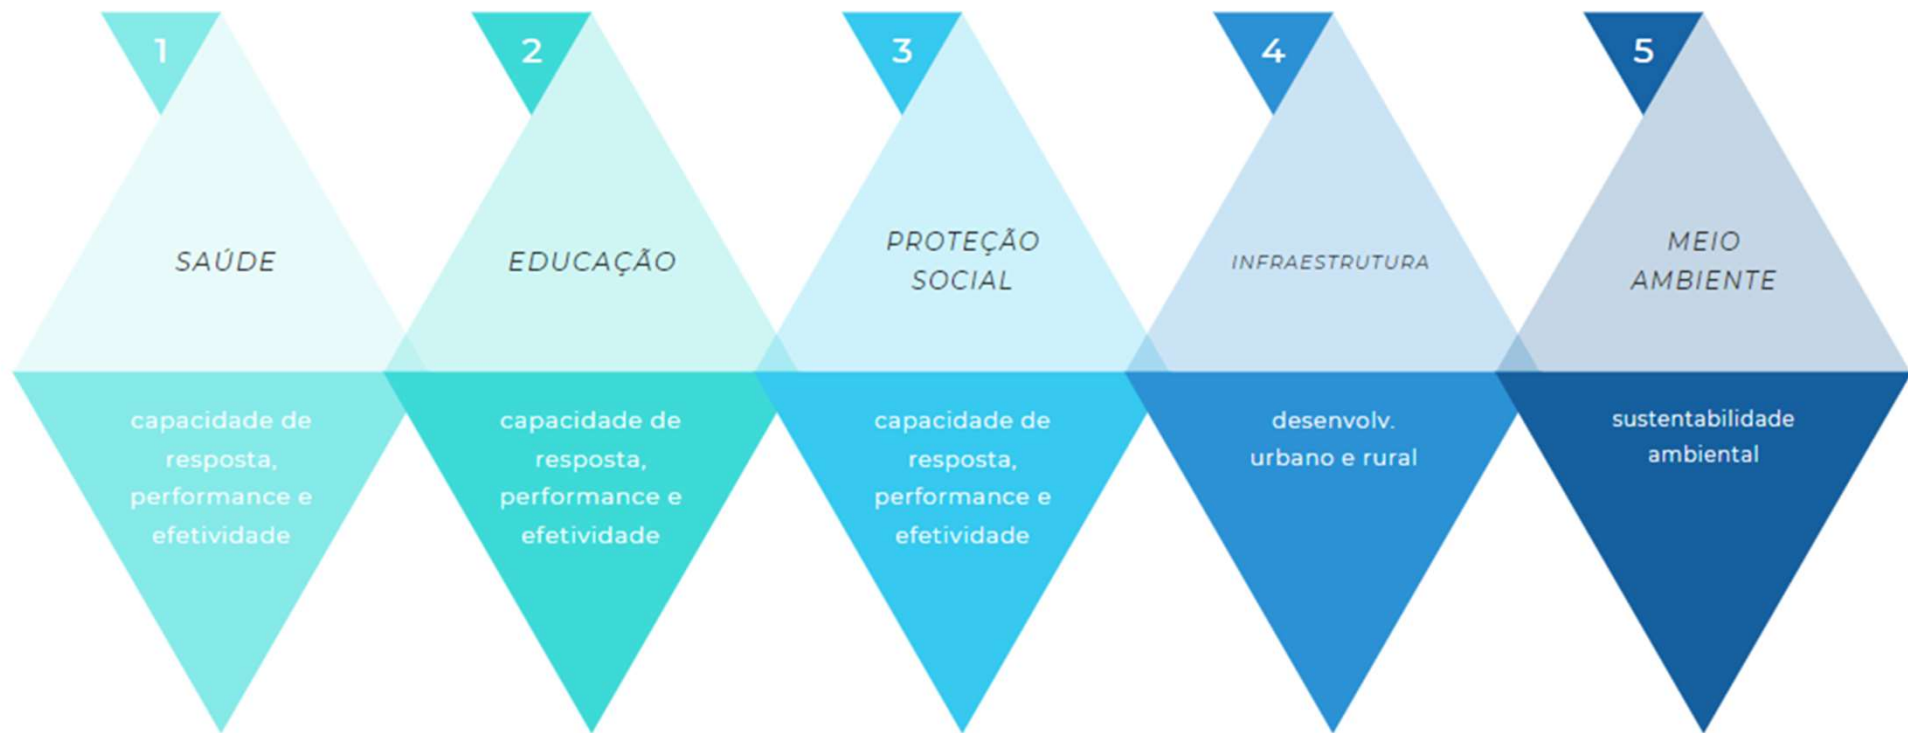 1
SAÚDE
capacidade de
resposta,
performance e
efetividade
2
EDUCAÇÃO
capacidade de
resposta,
performance e
efetividade
3
PROTEÇÃO
SOCIAL
capacidade de
resposta,
performance e
efetividade
4
INFRAESTRUTURA
desenvolv.
urbano e rural
5
MEIO
AMBIENTE
sustentabilidade
ambiental